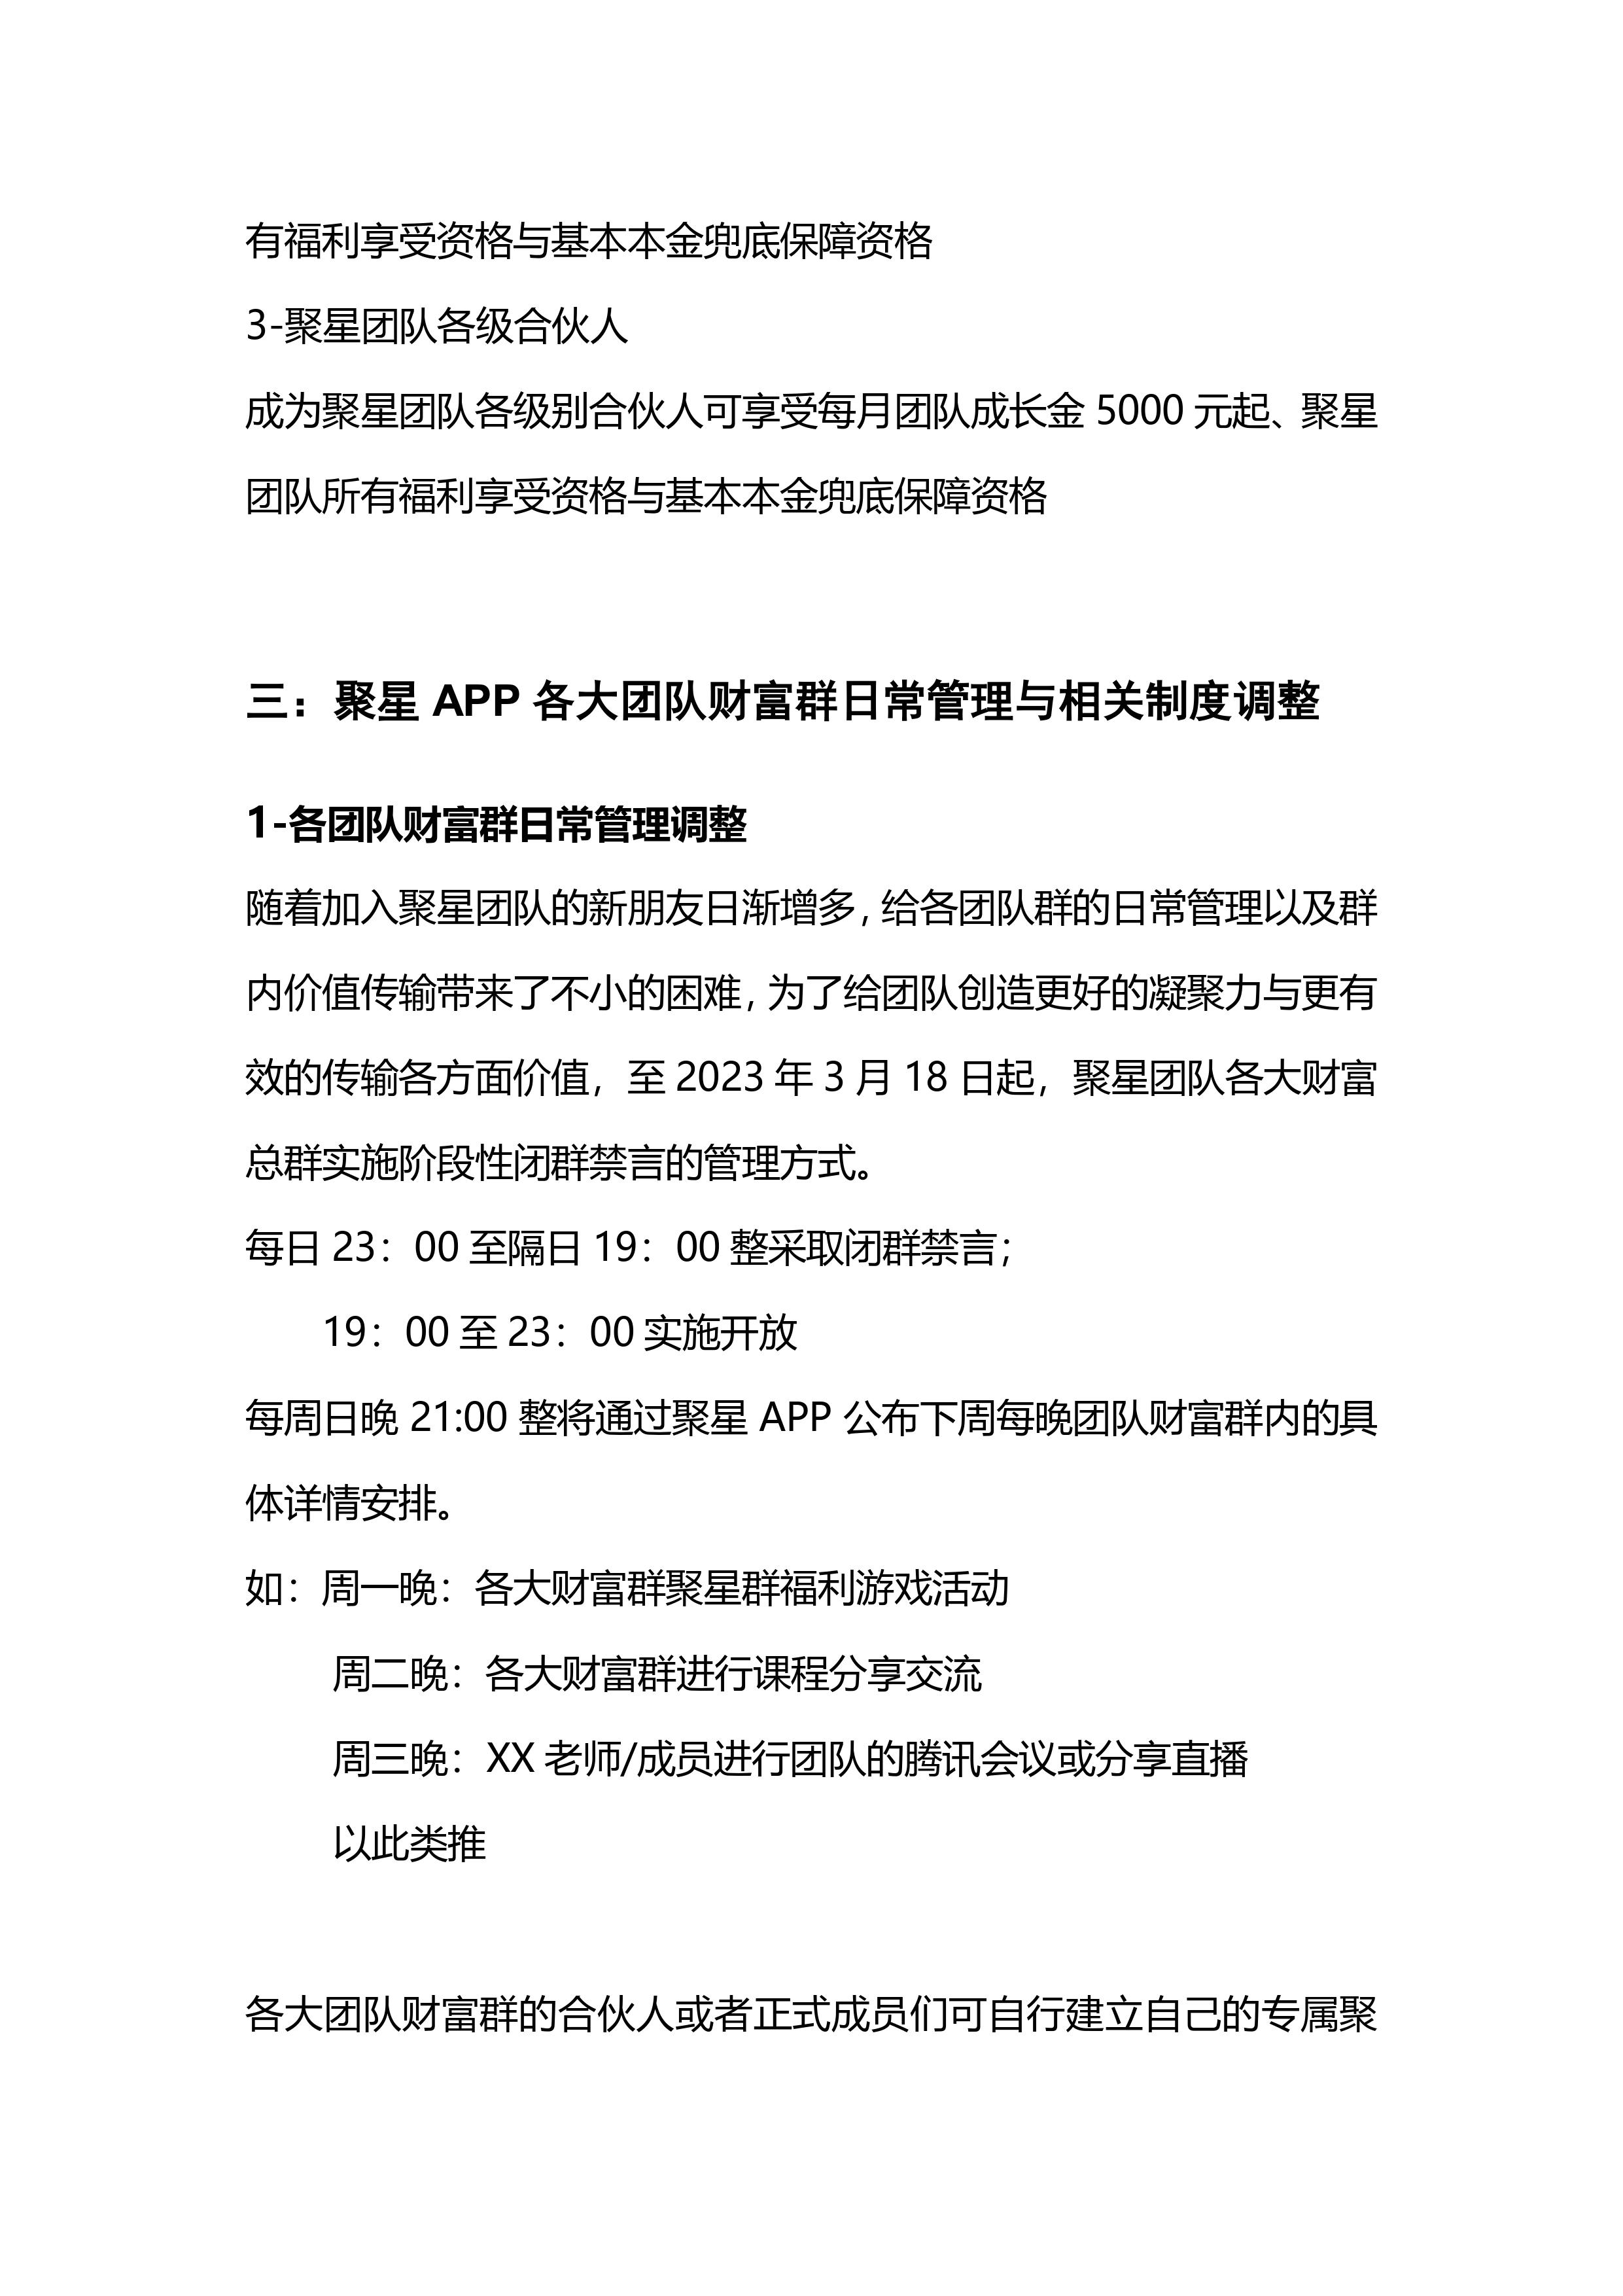 有福利享受资格与基本本金兜底保障资格
3-聚星团队各级合伙人
成为聚星团队各级别合伙人可享受每月团队成长金 5000 元起、聚星
团队所有福利享受资格与基本本金兜底保障资格
三：聚星 APP 各大团队财富群日常管理与相关制度调整
1-各团队财富群日常管理调整
随着加入聚星团队的新朋友日渐增多，给各团队群的日常管理以及群
内价值传输带来了不小的困难，为了给团队创造更好的凝聚力与更有
效的传输各方面价值，至 2023 年 3 月 18 日起，聚星团队各大财富
总群实施阶段性闭群禁言的管理方式。
每日 23：00 至隔日 19：00 整采取闭群禁言；
19：00 至 23：00 实施开放
每周日晚 21:00 整将通过聚星 APP 公布下周每晚团队财富群内的具
体详情安排。
如：周一晚：各大财富群聚星群福利游戏活动
周二晚：各大财富群进行课程分享交流
周三晚：XX 老师/成员进行团队的腾讯会议或分享直播
以此类推
各大团队财富群的合伙人或者正式成员们可自行建立自己的专属聚